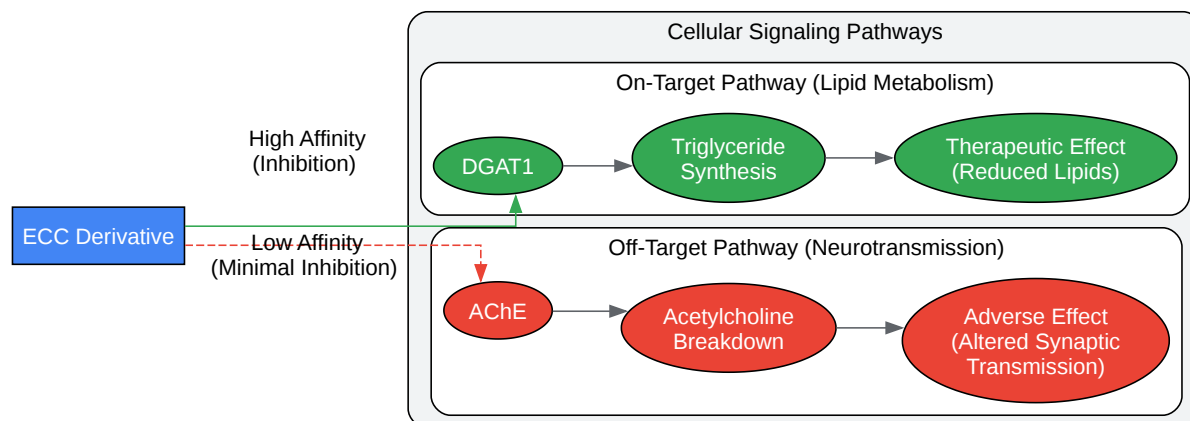 Cellular Signaling Pathways
On-Target Pathway (Lipid Metabolism)
High Affinity
(Inhibition)
DGAT1
Triglyceride
Synthesis
Therapeutic Effect
(Reduced Lipids)
ECC Derivative
Low Affinity
(Minimal Inhibition)
Off-Target Pathway (Neurotransmission)
AChE
Acetylcholine
Breakdown
Adverse Effect
(Altered Synaptic
Transmission)